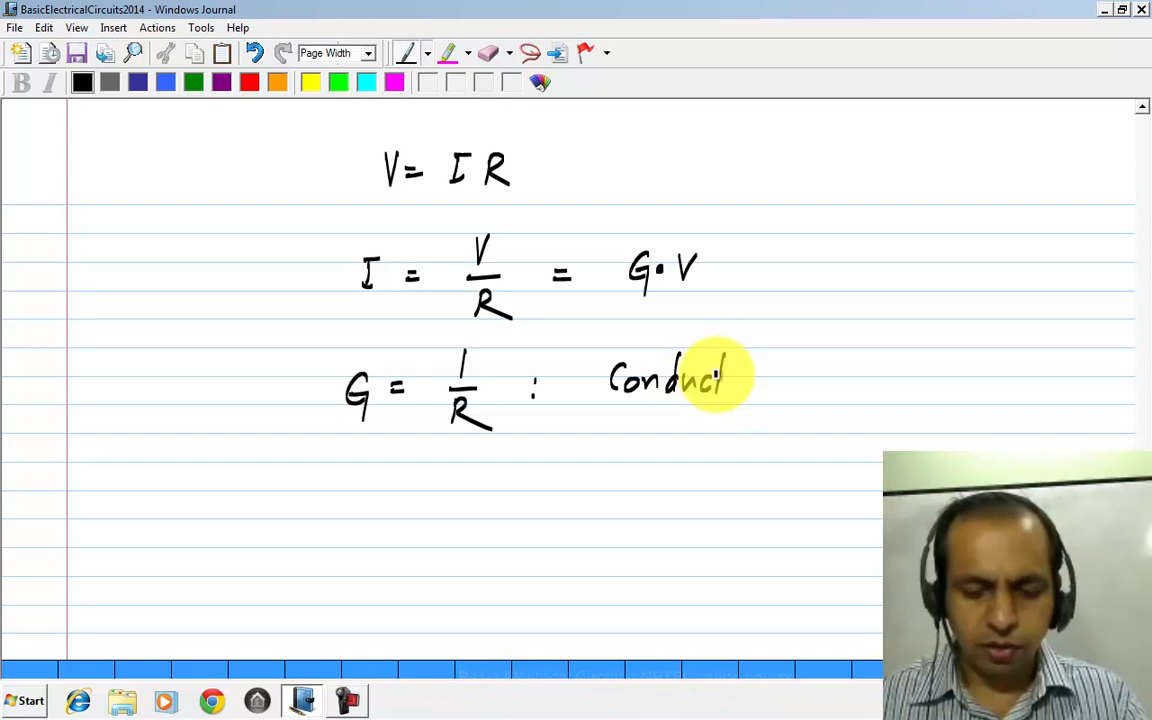 BasicElectricalCircuits2014 - Windows Journal
File Edit View Insert Actions Tools Help
Page Width
B I
V = I R
I = V/R = G·V
G = 1/R : Conduct
Start